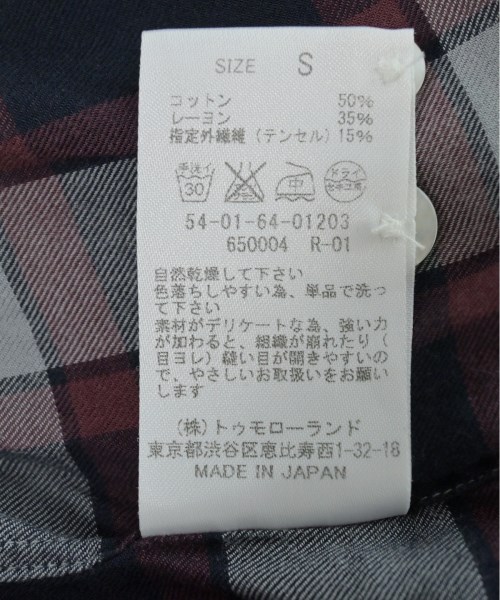 SIZE S
コットン 50%
レーヨン 35%
指定外繊維(テンセル)15%
手洗イ 30 中 ドライ セキユ系
54-01-64-01203
650004 R-01
自然乾燥して下さい
色落ちしやすい為、単品で洗っ
て下さい
素材がデリケートな為、強い力
が加わると、組織が崩れたり(
目ヨレ)縫い目が開きやすいの
で、やさしいお取扱いをお願い
します
(株)トゥモローランド
東京都渋谷区恵比寿西1-32-18
MADE IN JAPAN